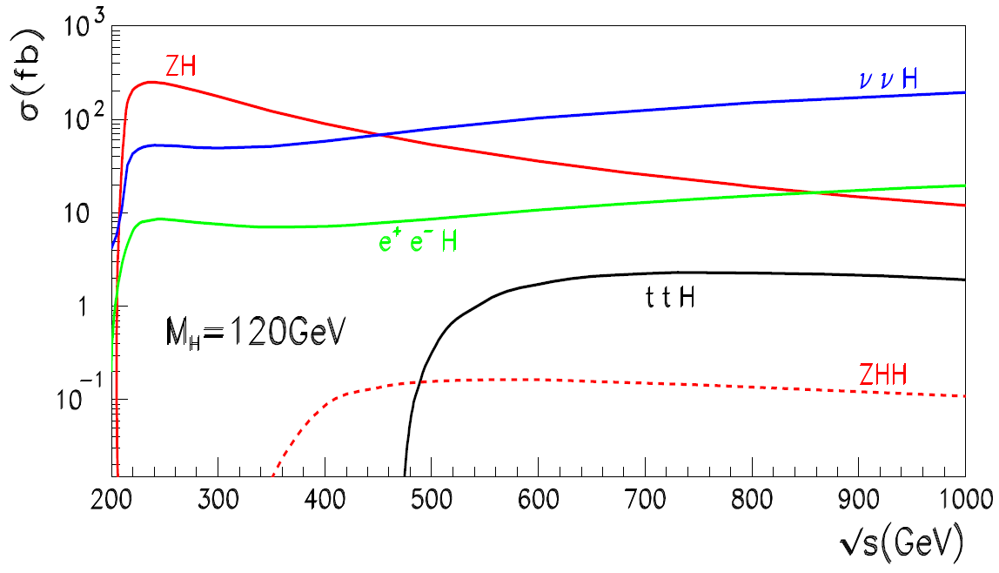 σ(fb)
10³
10²
10
1
10⁻¹
ZH
ν ν H
e⁺ e⁻ H
t t H
M_H=120GeV
ZHH
200 300 400 500 600 700 800 900 1000
√s(GeV)